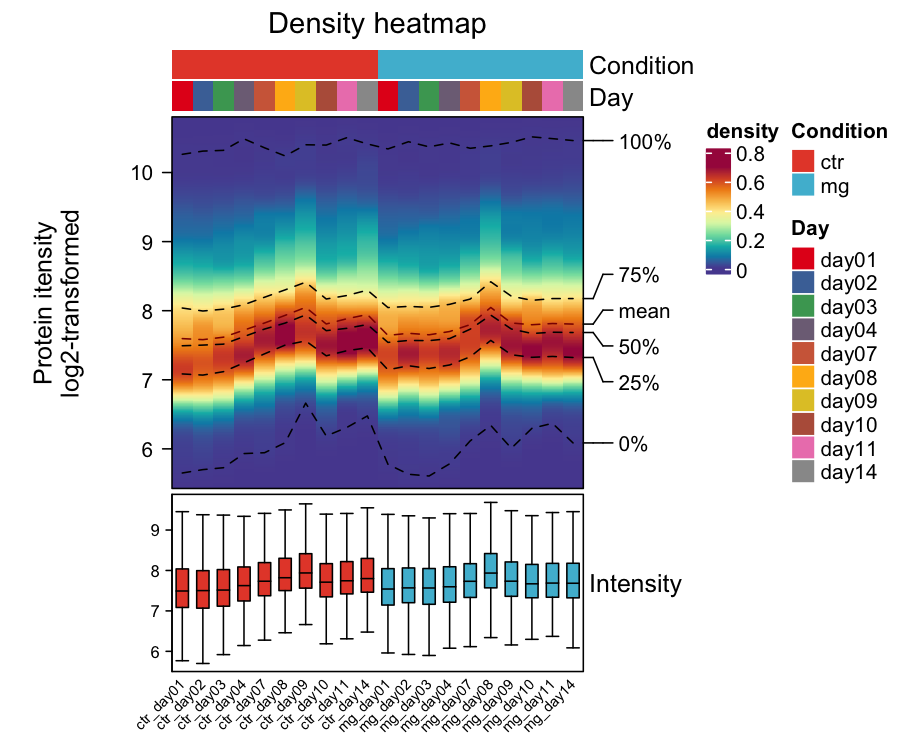 Density heatmap
Condition
Day
Protein itensity
log2-transformed
10
9
8
7
6
100%
75%
mean
50%
25%
0%
density
0.8
0.6
0.4
0.2
0
Condition
ctr
mg
Day
day01
day02
day03
day04
day07
day08
day09
day10
day11
day14
9
8
7
6
Intensity
ctr_day01
ctr_day02
ctr_day03
ctr_day04
ctr_day07
ctr_day08
ctr_day09
ctr_day10
ctr_day11
ctr_day14
mg_day01
mg_day02
mg_day03
mg_day04
mg_day07
mg_day08
mg_day09
mg_day10
mg_day11
mg_day14